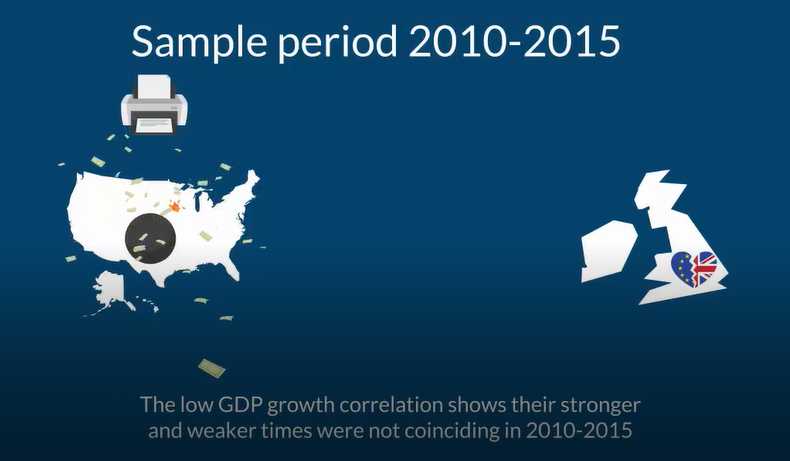 Sample period 2010-2015
The low GDP growth correlation shows their stronger
and weaker times were not coinciding in 2010-2015